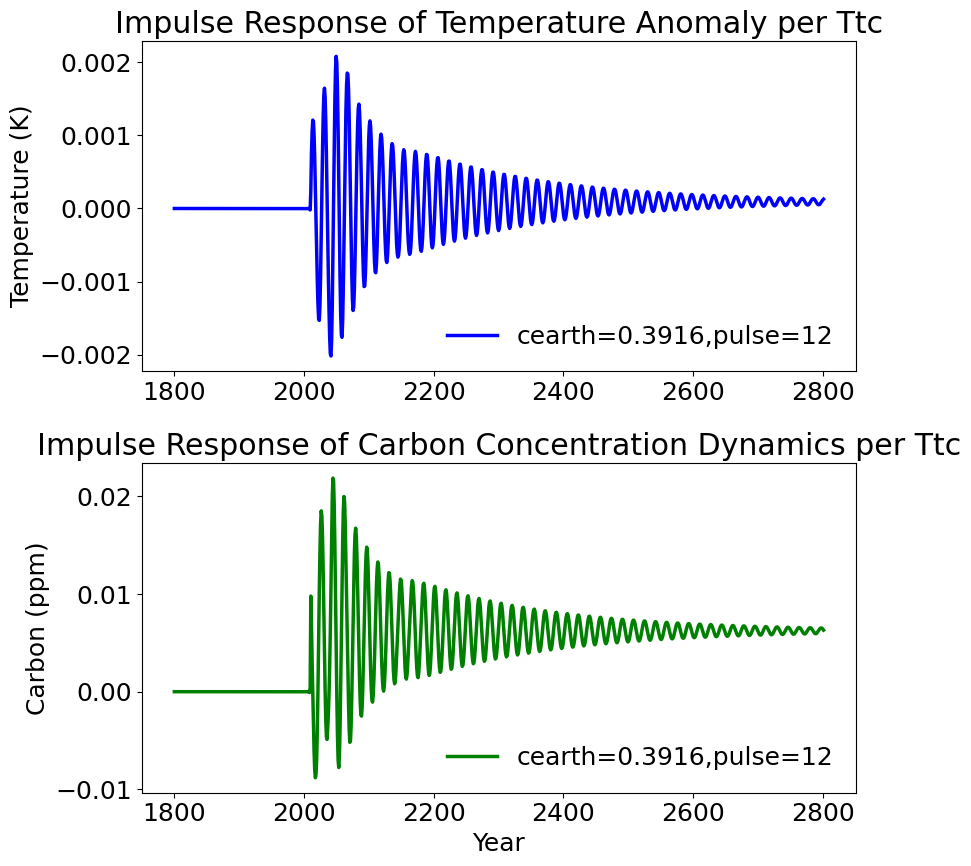 Impulse Response of Temperature Anomaly per Ttc
Temperature (K)
0.002
0.001
0.000
−0.001
−0.002
cearth=0.3916,pulse=12
1800 2000 2200 2400 2600 2800
Impulse Response of Carbon Concentration Dynamics per Ttc
Carbon (ppm)
0.02
0.01
0.00
−0.01
cearth=0.3916,pulse=12
1800 2000 2200 2400 2600 2800
Year